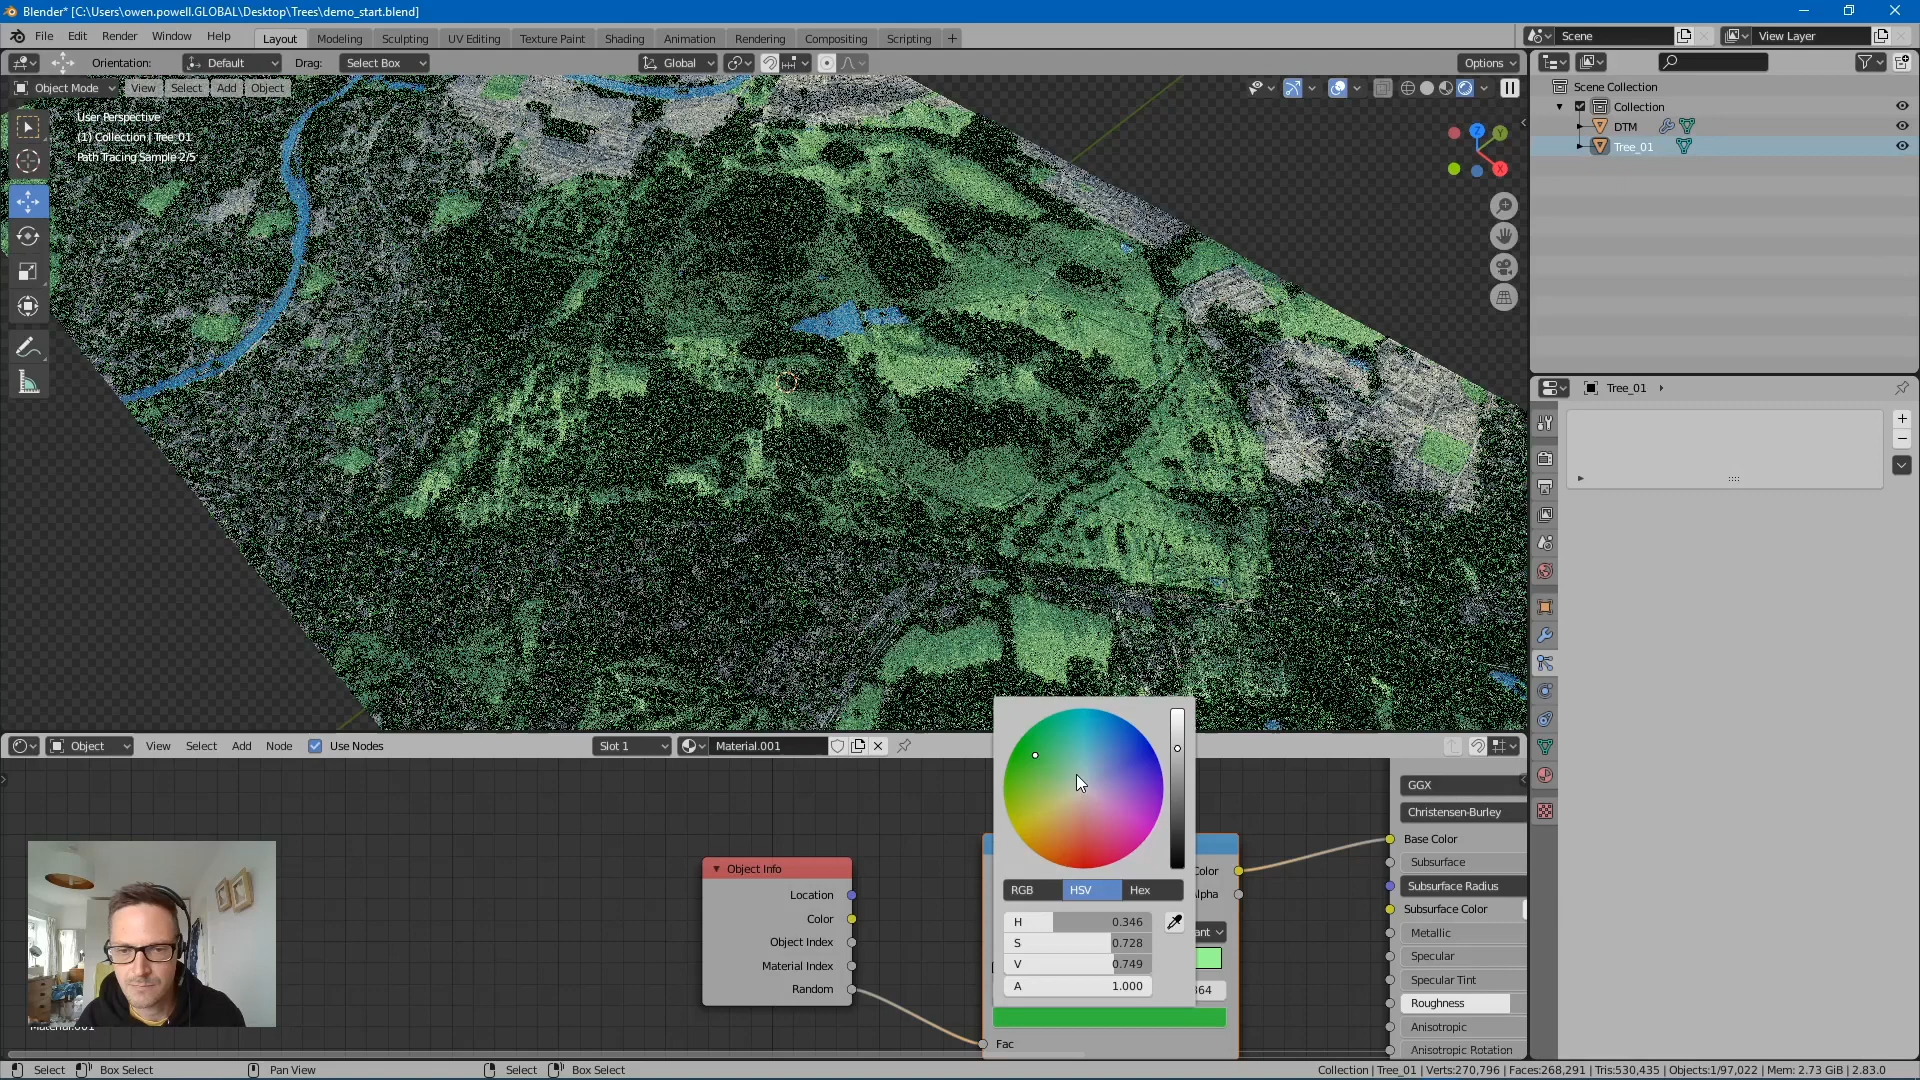 Blender* [C:\Users\owen.powell.GLOBAL\Desktop\Trees\demo_start.blend]
File Edit Render Window Help Layout Modeling Sculpting UV Editing Texture Paint Shading Animation Rendering Compositing Scripting + Scene View Layer
Orientation: Default Drag: Select Box Global Options
Object Mode View Select Add Object
User Perspective
(1) Collection | Tree_01
Path Tracing Sample 2/5
Z Y X
Scene Collection
Collection
DTM
Tree_01
Tree_01
Object View Select Add Node Use Nodes Slot 1 Material.001
GGX
Christensen-Burley
Object Info
Location
Color
Object Index
Material Index
Random
RGB HSV Hex
H 0.346
S 0.728
V 0.749
A 1.000
Fac
Base Color
Subsurface
Subsurface Radius
Subsurface Color
Metallic
Specular
Specular Tint
Roughness
Anisotropic
Anisotropic Rotation
Select Box Select Pan View Select Box Select Collection | Tree_01 | Verts:270,796 | Faces:268,291 | Tris:530,435 | Objects:1/97,022 | Mem: 2.73 GiB | 2.83.0